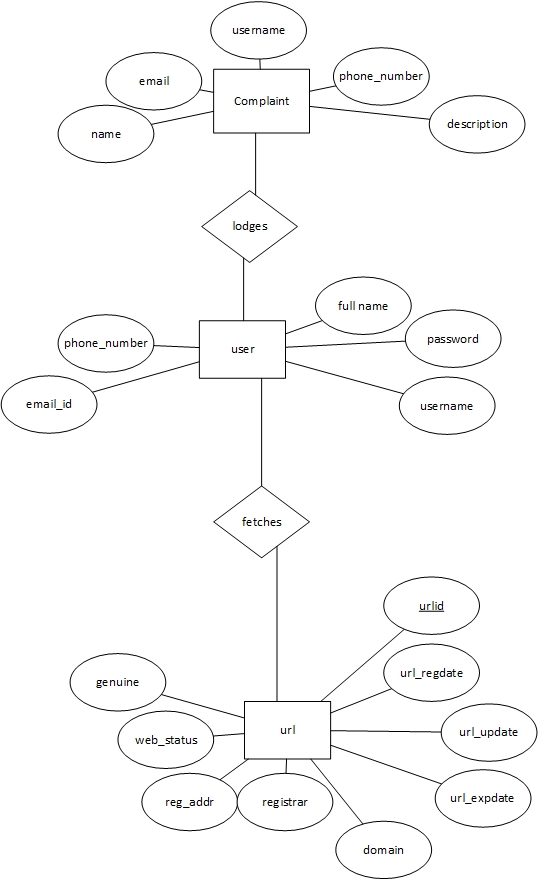 username
email
phone_number
Complaint
description
name
lodges
full name
phone_number
password
user
email_id
username
fetches
urlid
url_regdate
genuine
url
url_update
web_status
url_expdate
reg_addr
registrar
domain